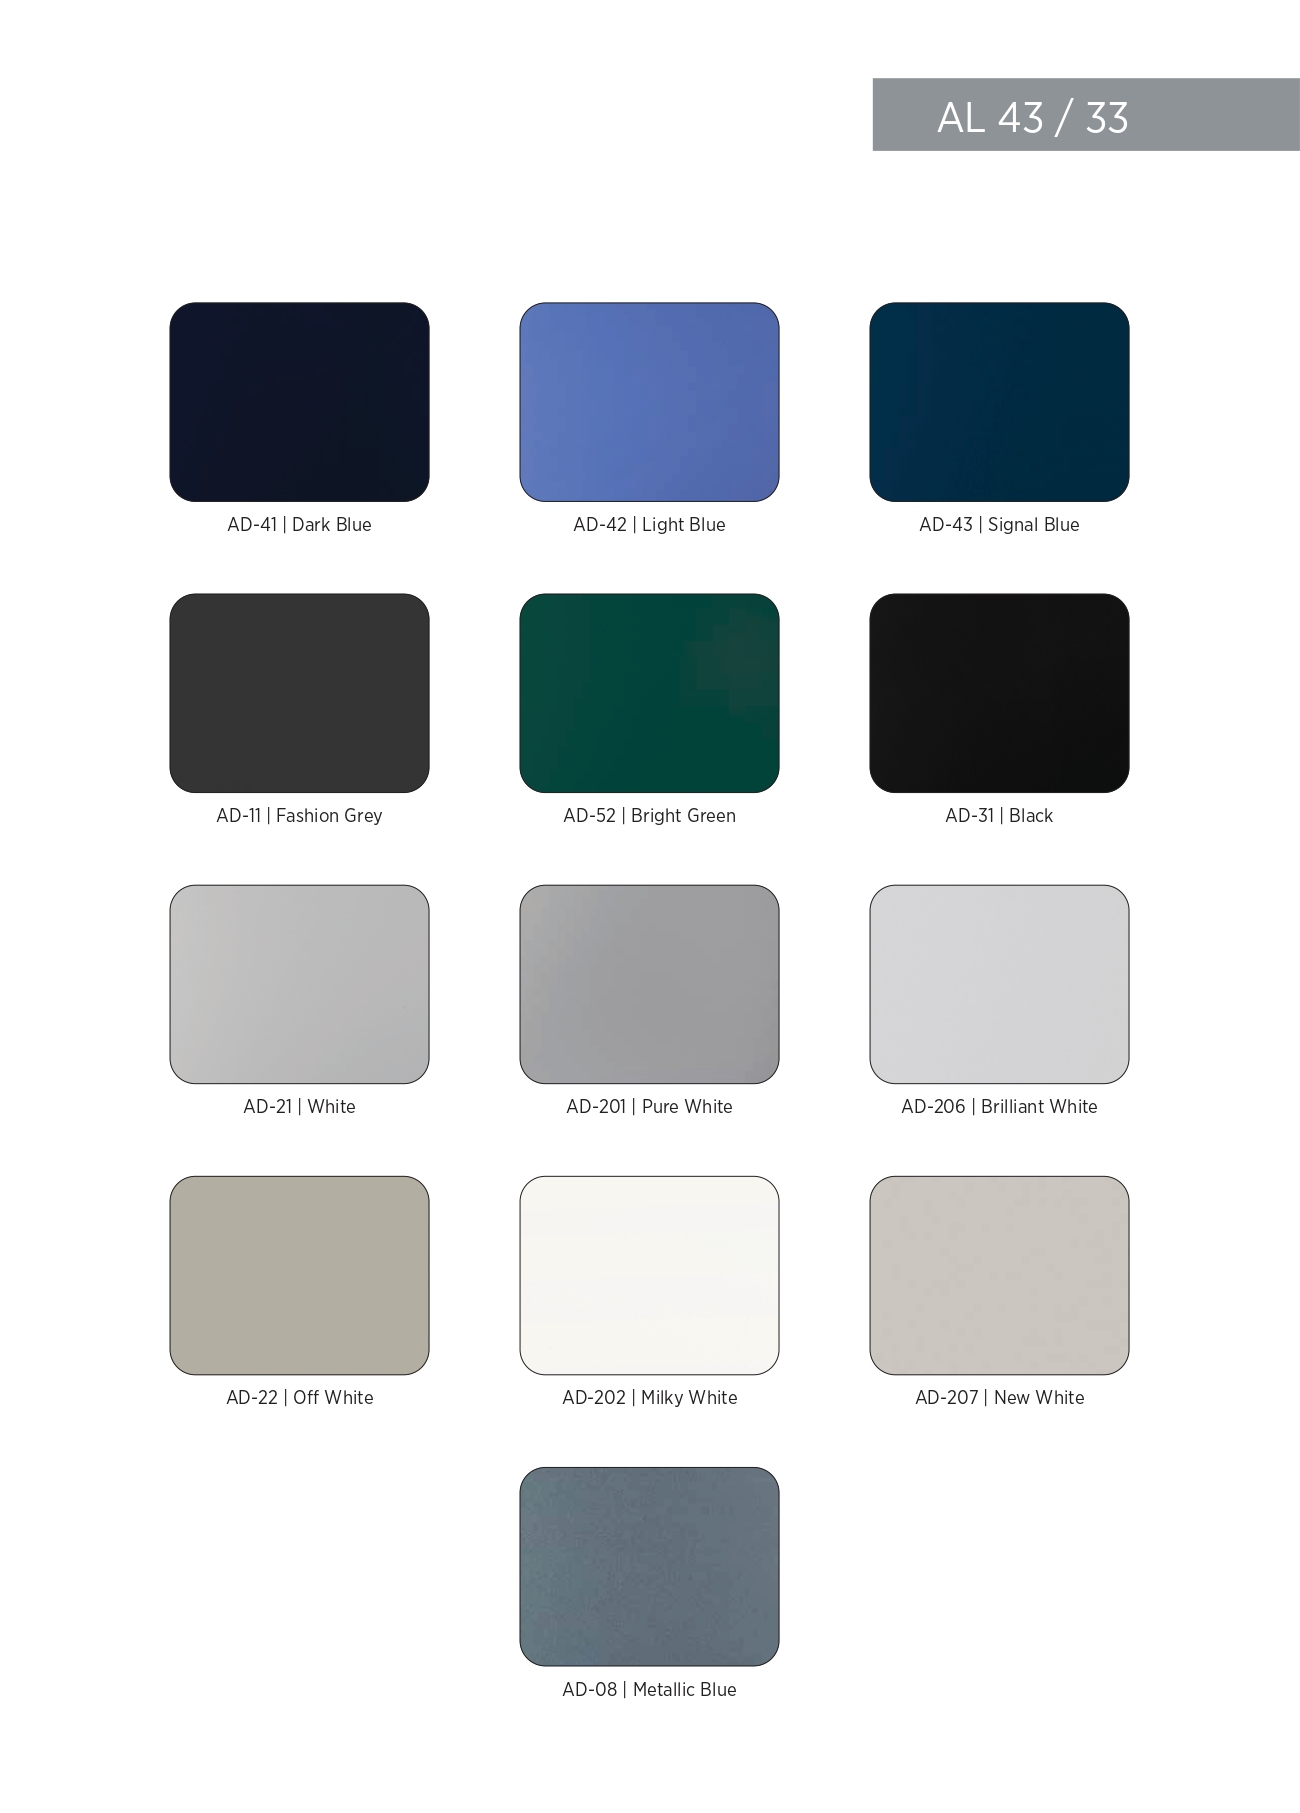 AL 43 / 33
AD-41 | Dark Blue
AD-42 | Light Blue
AD-43 | Signal Blue
AD-11 | Fashion Grey
AD-52 | Bright Green
AD-31 | Black
AD-21 | White
AD-201 | Pure White
AD-206 | Brilliant White
AD-22 | Off White
AD-202 | Milky White
AD-207 | New White
AD-08 | Metallic Blue